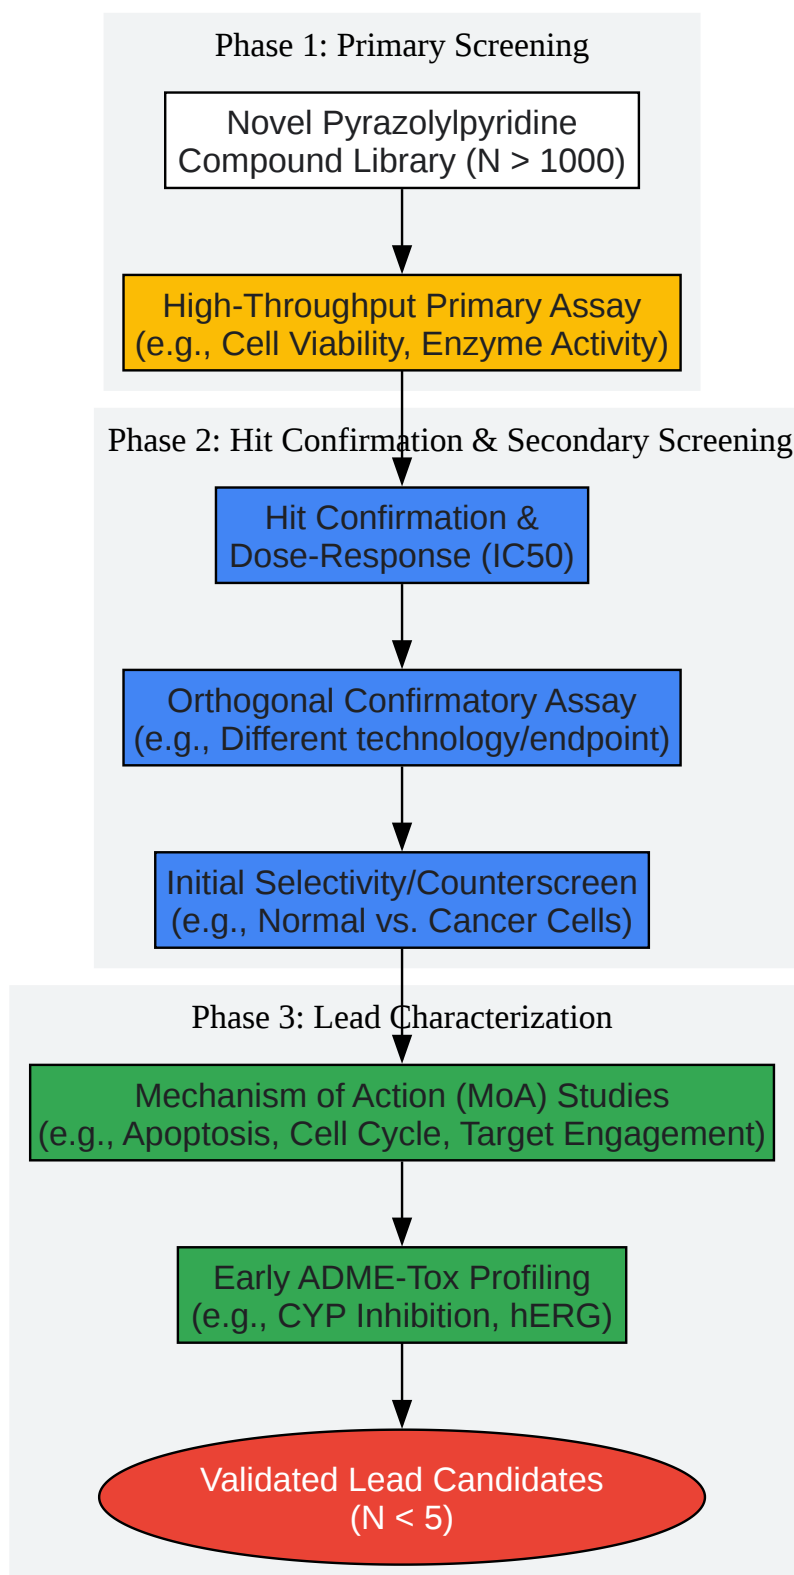 Phase 1: Primary Screening
Novel Pyrazolylpyridine
Compound Library (N > 1000)
High-Throughput Primary Assay
(e.g., Cell Viability, Enzyme Activity)
Phase 2: Hit Confirmation & Secondary Screening
Hit Confirmation &
Dose-Response (IC50)
Orthogonal Confirmatory Assay
(e.g., Different technology/endpoint)
Initial Selectivity/Counterscreen
(e.g., Normal vs. Cancer Cells)
Phase 3: Lead Characterization
Mechanism of Action (MoA) Studies
(e.g., Apoptosis, Cell Cycle, Target Engagement)
Early ADME-Tox Profiling
(e.g., CYP Inhibition, hERG)
Validated Lead Candidates
(N < 5)